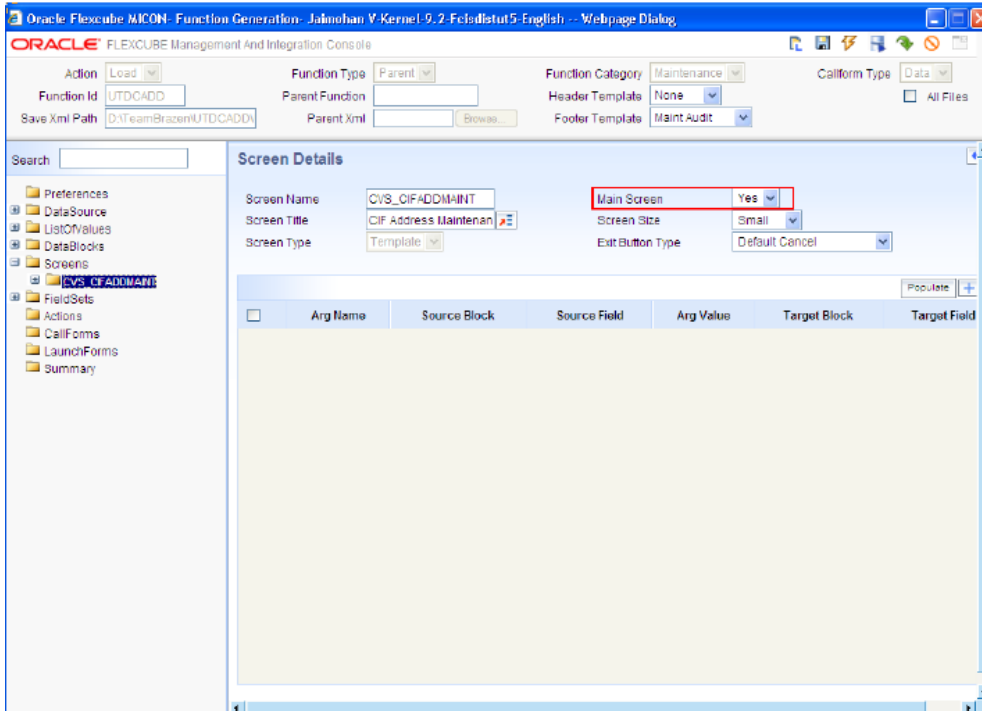 Oracle Flexcube MICON- Function Generation- Jaimohan V-Kernel-9.2-Fcisdistut5-English -- Webpage Dialog
ORACLE FLEXCUBE Management And Integration Console
Action Load Function Type Parent Function Category Maintenance Callform Type Data
Function Id UTDCADD Parent Function Header Template None All Files
Save Xml Path D:\TeamBrazen\UTDCADD\ Parent Xml Browse... Footer Template Maint Audit
Search
Screen Details
Preferences
DataSource
ListOfValues
DataBlocks
Screens
CVS_CIFADDMAINT
FieldSets
Actions
CallForms
LaunchForms
Summary
Screen Name CVS_CIFADDMAINT Main Screen Yes
Screen Title CIF Address Maintenan Screen Size Small
Screen Type Template Exit Button Type Default Cancel
Populate
Arg Name Source Block Source Field Arg Value Target Block Target Field